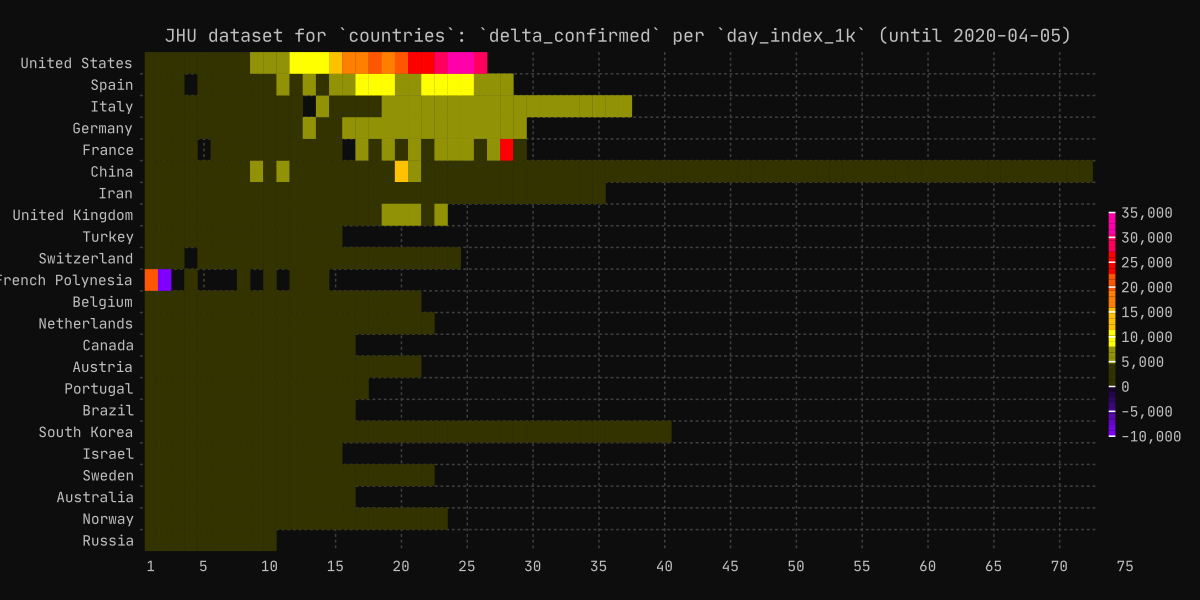 JHU dataset for `countries`: `delta_confirmed` per `day_index_1k` (until 2020-04-05)
United States
Spain
Italy
Germany
France
China
Iran
United Kingdom
Turkey
Switzerland
French Polynesia
Belgium
Netherlands
Canada
Austria
Portugal
Brazil
South Korea
Israel
Sweden
Australia
Norway
Russia
1 5 10 15 20 25 30 35 40 45 50 55 60 65 70 75
35,000
30,000
25,000
20,000
15,000
10,000
5,000
0
-5,000
-10,000